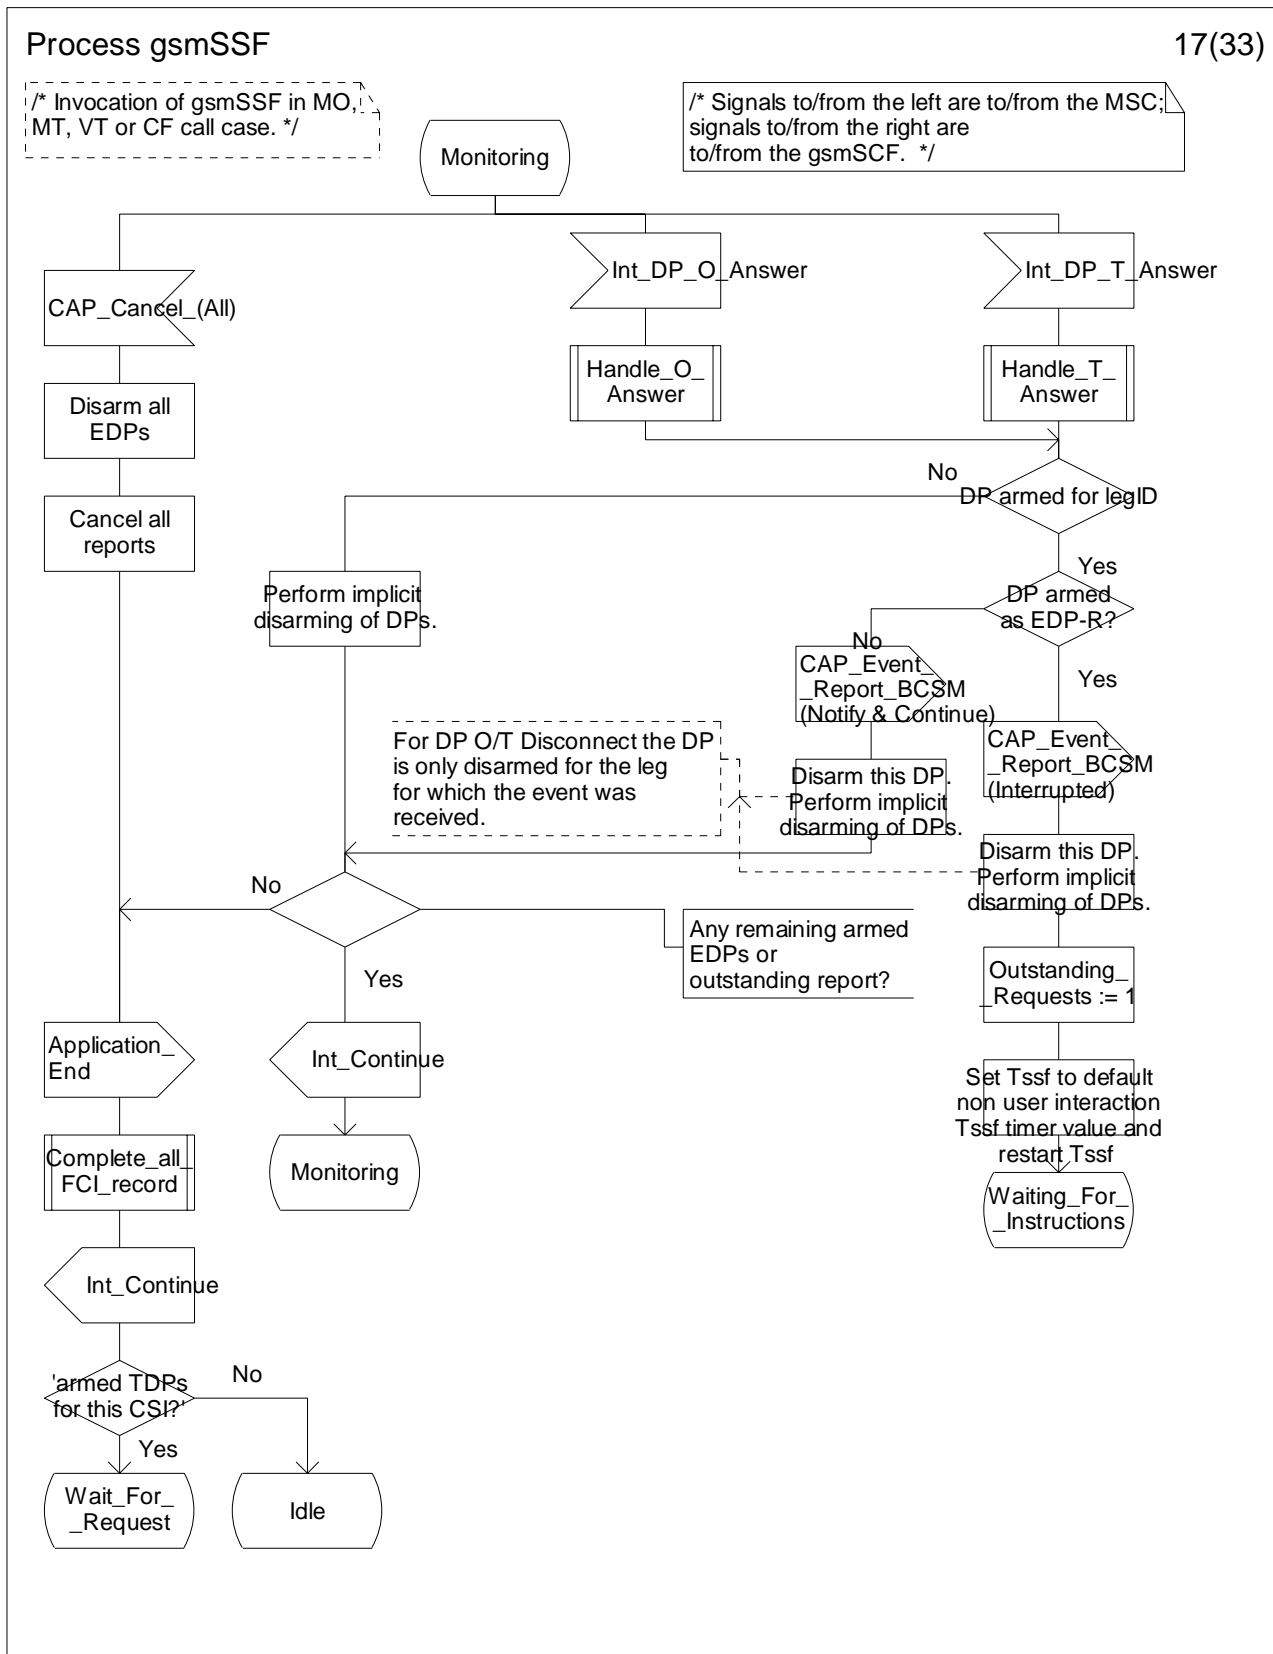 Process gsmSSF
17(33)
/* Invocation of gsmSSF in MO,
MT, VT or CF call case. */
/* Signals to/from the left are to/from the MSC;
signals to/from the right are
to/from the gsmSCF.  */
Monitoring
CAP_Cancel_(All)
Int_DP_O_Answer
Int_DP_T_Answer
Handle_O_
Answer
Handle_T_
Answer
Disarm all
EDPs
Cancel all
reports
No
DP armed for legID
Yes
Perform implicit
disarming of DPs.
DP armed
as EDP-R?
No
CAP_Event_
_Report_BCSM
(Notify & Continue)
Yes
CAP_Event_
_Report_BCSM
(Interrupted)
For DP O/T Disconnect the DP
is only disarmed for the leg
for which the event was
received.
Disarm this DP.
Perform implicit
disarming of DPs.
Disarm this DP.
Perform implicit
disarming of DPs.
No
Any remaining armed
EDPs or
outstanding report?
Yes
Outstanding_
_Requests := 1
Application_
End
Int_Continue
Set Tssf to default
non user interaction
Tssf timer value and
restart Tssf
Complete_all_
FCI_record
Monitoring
Waiting_For_
_Instructions
Int_Continue
'armed TDPs
for this CSI?'
No
Yes
Wait_For_
_Request
Idle